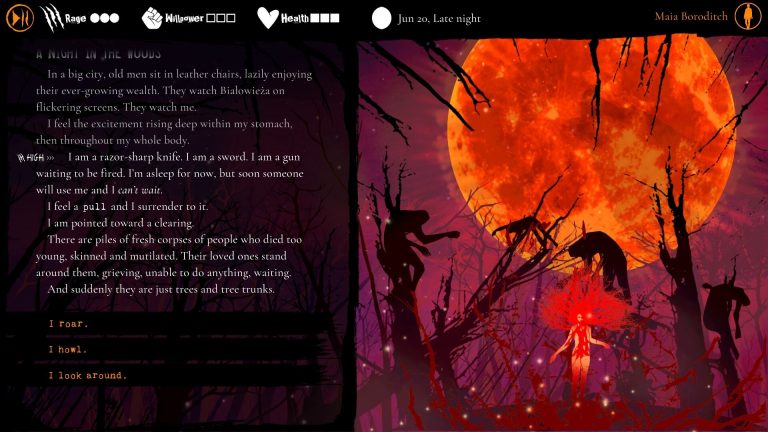 Rage
Willpower
Health
Jun 20, Late night
Maia Boroditch
A NIGHT IN THE WOODS
In a big city, old men sit in leather chairs, lazily enjoying
their ever-growing wealth. They watch Białowieża on
flickering screens. They watch me.
I feel the excitement rising deep within my stomach,
then throughout my whole body.
HIGH >>> I am a razor-sharp knife. I am a sword. I am a gun
waiting to be fired. I'm asleep for now, but soon someone
will use me and I can't wait.
I feel a pull and I surrender to it.
I am pointed toward a clearing.
There are piles of fresh corpses of people who died too
young, skinned and mutilated. Their loved ones stand
around them, grieving, unable to do anything, waiting.
And suddenly they are just trees and tree trunks.
I roar.
I howl.
I look around.